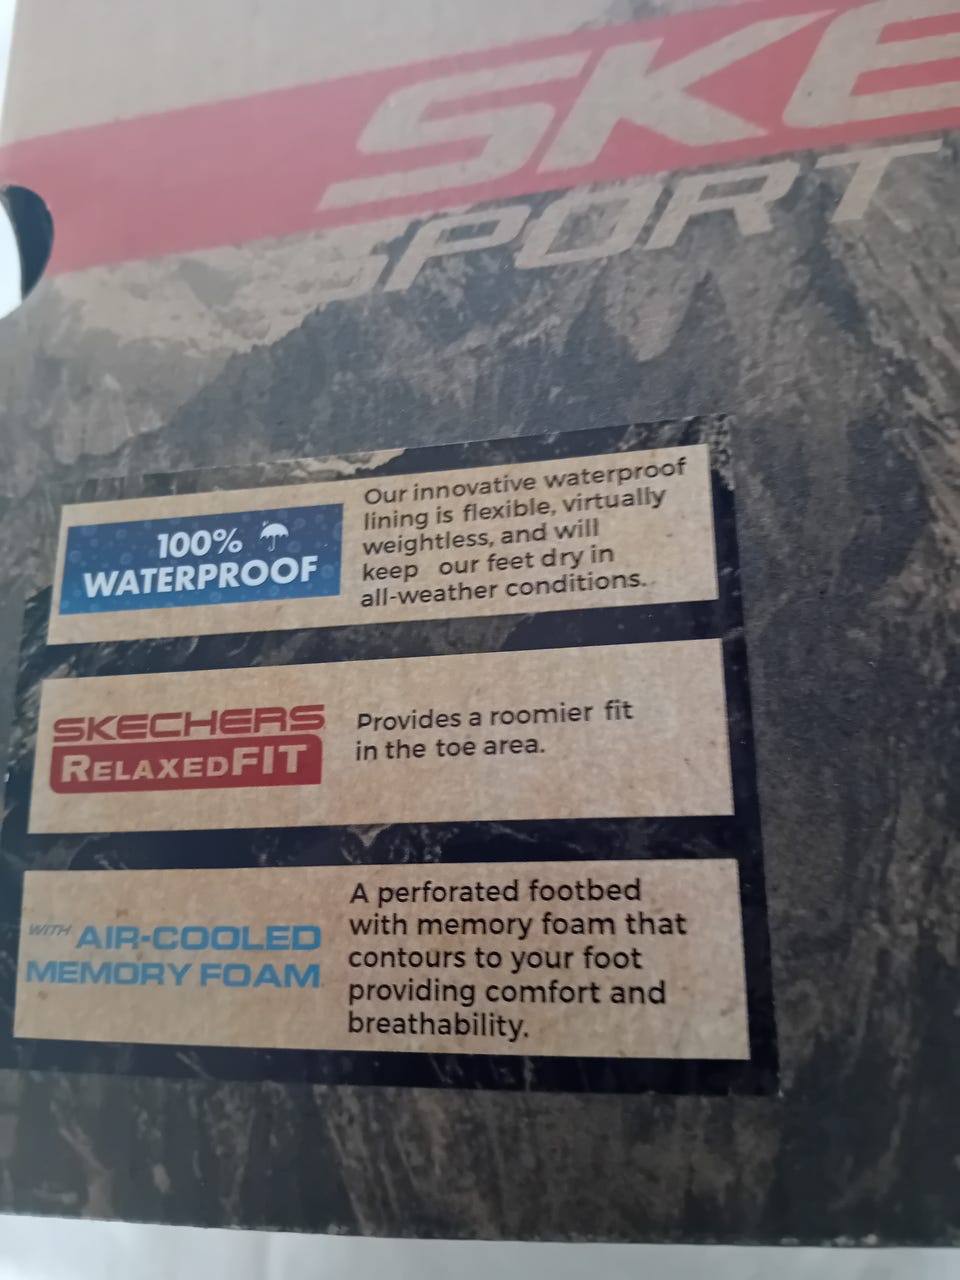 SKE
SPORT
100%
WATERPROOF
Our innovative waterproof
lining is flexible, virtually
weightless, and will
keep our feet dry in
all-weather conditions.
SKECHERS
RELAXED FIT
Provides a roomier fit
in the toe area.
WITH AIR-COOLED
MEMORY FOAM
A perforated footbed
with memory foam that
contours to your foot
providing comfort and
breathability.